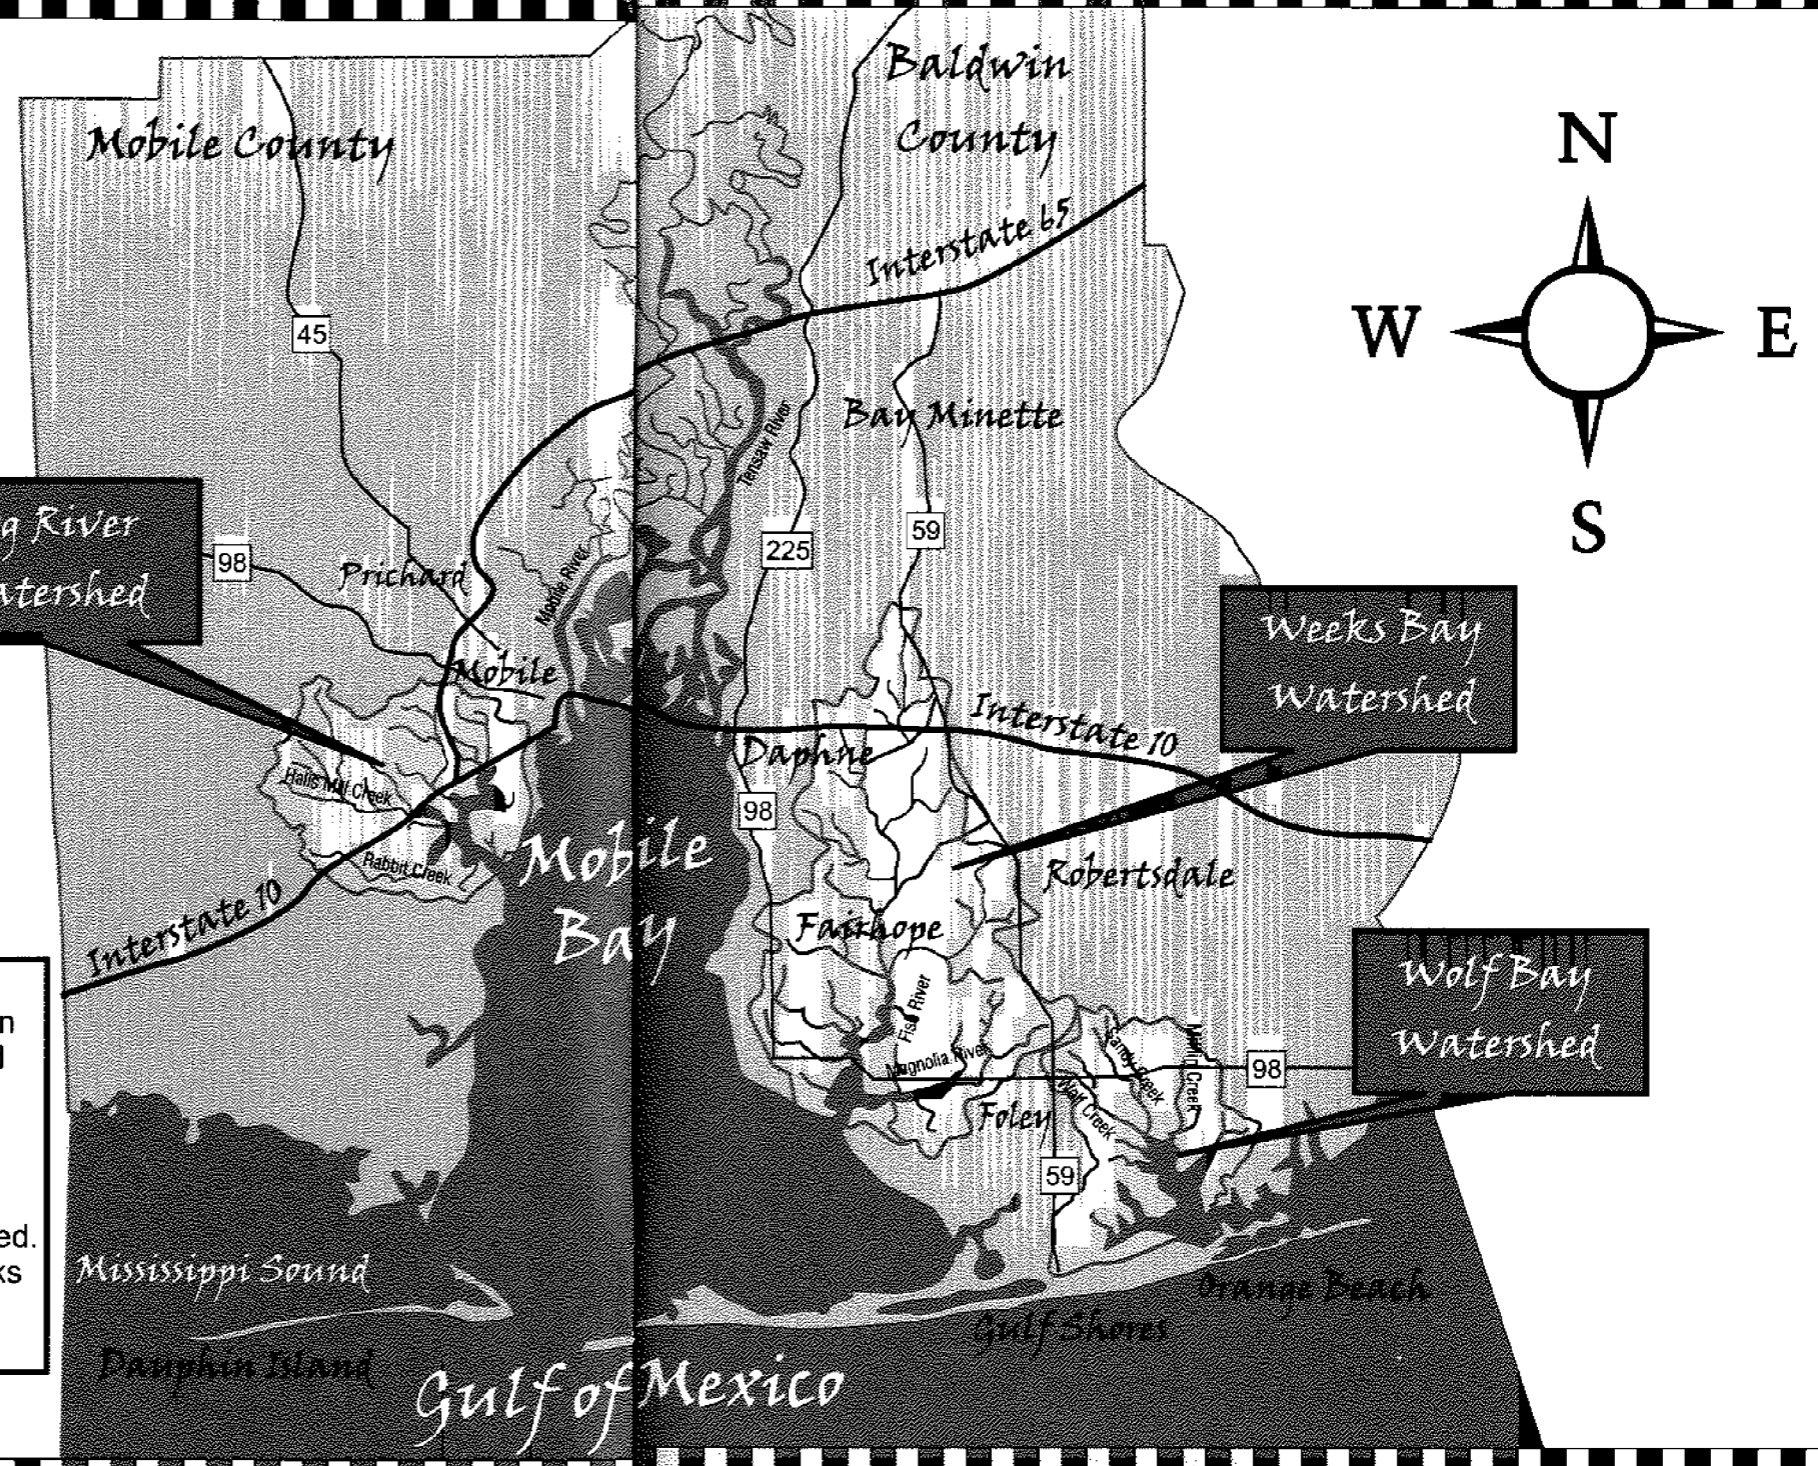 Baldwin
County
Mobile County
N
W
E
S
Interstate 65
45
Bay Minette
Tensaw River
g River
atershed
98
Prichard
Mobile River
225
59
Weeks Bay
Watershed
Mobile
Interstate 10
Daphne
Halls Mill Creek
98
Mobile
Bay
Rabbit Creek
Robertsdale
Interstate 10
Fairhope
Wolf Bay
Watershed
Fish River
Magnolia River
Sandy Creek
98
Wolf Creek
Foley
59
n
ed.
ks
Mississippi Sound
Orange Beach
Gulf Shores
Dauphin Island
Gulf of Mexico